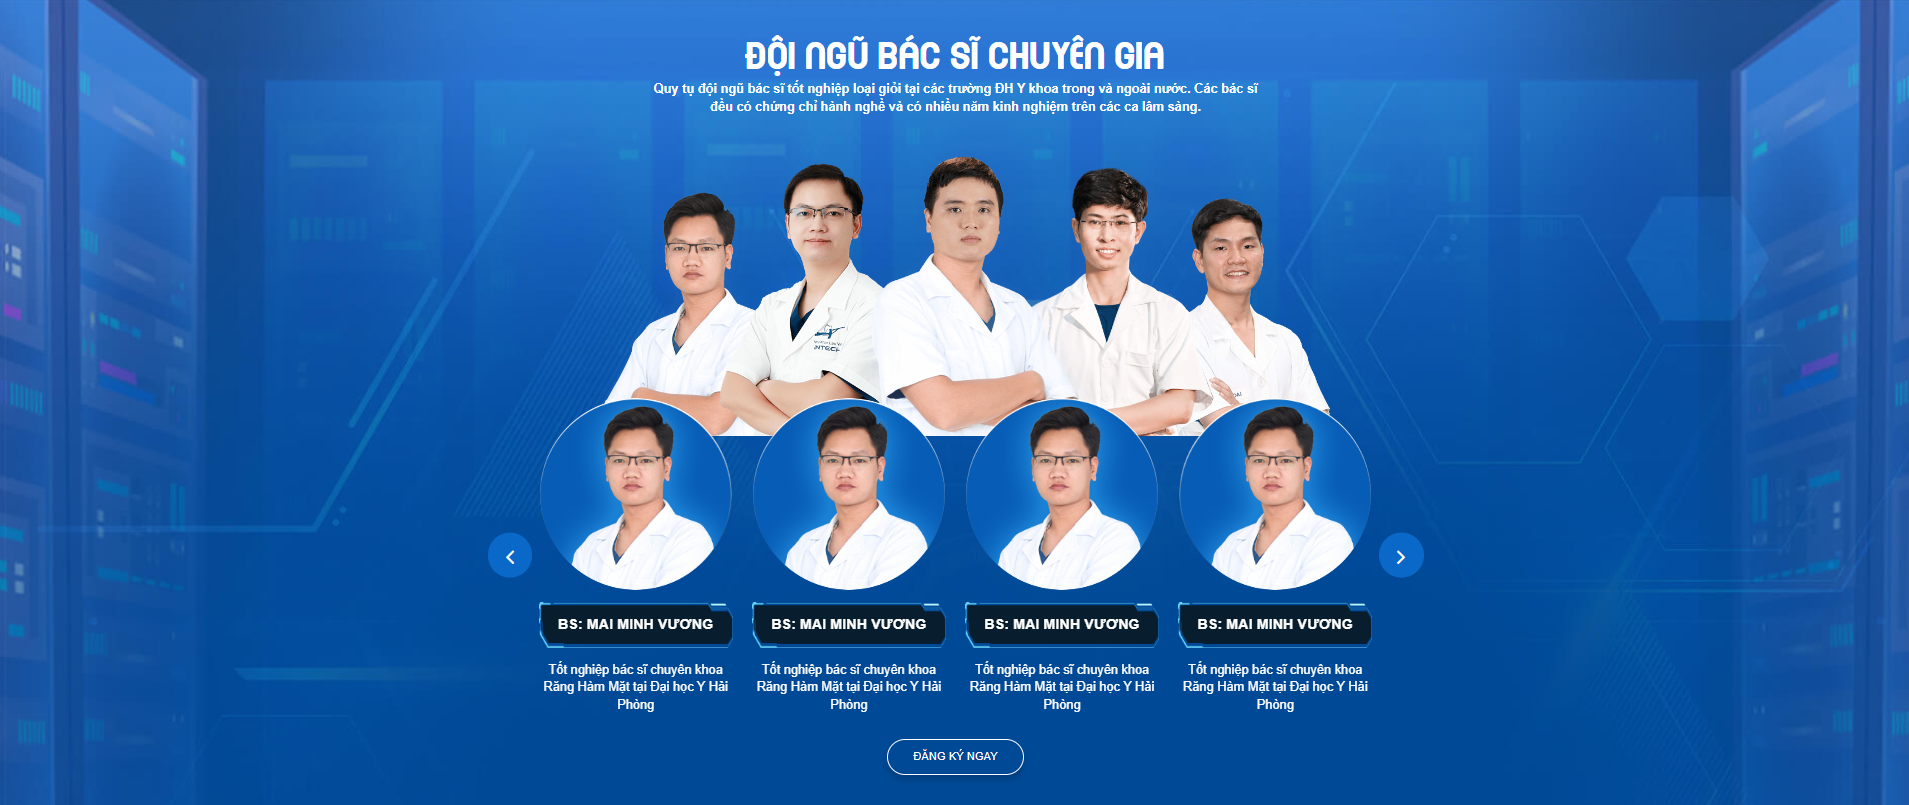 ĐỘI NGŨ BÁC SĨ CHUYÊN GIA
Quy tụ đội ngũ bác sĩ tốt nghiệp loại giỏi tại các trường ĐH Y khoa trong và ngoài nước. Các bác sĩ
đều có chứng chỉ hành nghề và có nhiều năm kinh nghiệm trên các ca lâm sàng.
BS: MAI MINH VƯƠNG
Tốt nghiệp bác sĩ chuyên khoa
Răng Hàm Mặt tại Đại học Y Hải
Phòng
BS: MAI MINH VƯƠNG
Tốt nghiệp bác sĩ chuyên khoa
Răng Hàm Mặt tại Đại học Y Hải
Phòng
BS: MAI MINH VƯƠNG
Tốt nghiệp bác sĩ chuyên khoa
Răng Hàm Mặt tại Đại học Y Hải
Phòng
BS: MAI MINH VƯƠNG
Tốt nghiệp bác sĩ chuyên khoa
Răng Hàm Mặt tại Đại học Y Hải
Phòng
ĐĂNG KÝ NGAY